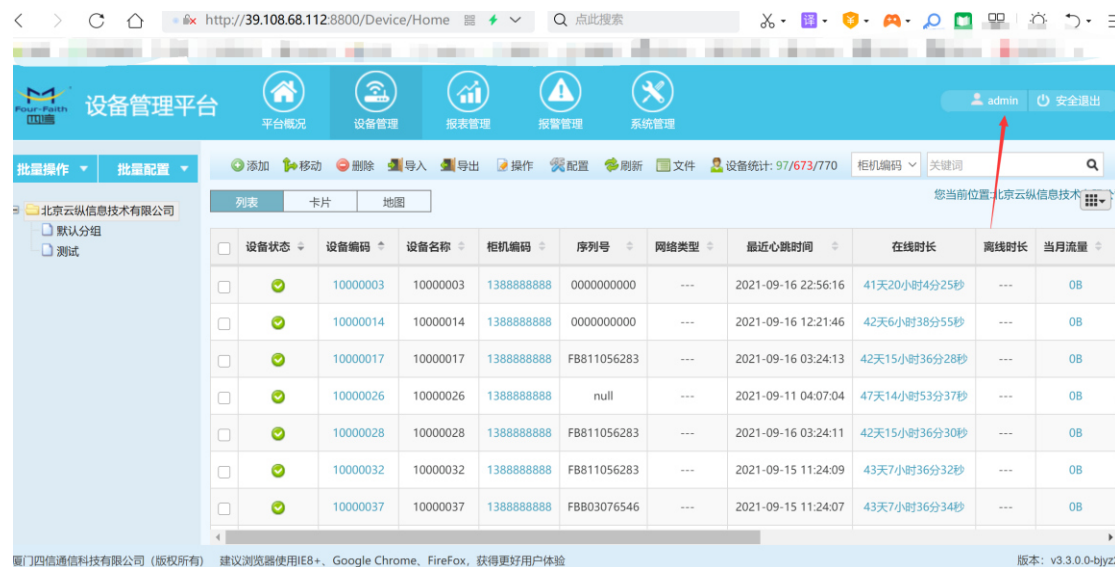 http://39.108.68.112:8800/Device/Home
点此搜索
译
Four-Faith
四信
设备管理平台
平台概况 设备管理 报表管理 报警管理 系统管理
admin 安全退出
批量操作 批量配置
添加 移动 删除 导入 导出 操作 配置 刷新 文件 设备统计: 97/673/770 柜机编码 关键词
北京云纵信息技术有限公司
默认分组
测试
列表 卡片 地图
您当前位置:北京云纵信息技术
设备状态 设备编码 设备名称 柜机编码 序列号 网络类型 最近心跳时间 在线时长 离线时长 当月流量
10000003 10000003 1388888888 0000000000 --- 2021-09-16 22:56:16 41天20小时4分25秒 --- 0B
10000014 10000014 1388888888 0000000000 --- 2021-09-16 12:21:46 42天6小时38分55秒 --- 0B
10000017 10000017 1388888888 FB811056283 --- 2021-09-16 03:24:13 42天15小时36分28秒 --- 0B
10000026 10000026 1388888888 null --- 2021-09-11 04:07:04 47天14小时53分37秒 --- 0B
10000028 10000028 1388888888 FB811056283 --- 2021-09-16 03:24:11 42天15小时36分30秒 --- 0B
10000032 10000032 1388888888 FB811056283 --- 2021-09-15 11:24:09 43天7小时36分32秒 --- 0B
10000037 10000037 1388888888 FBB03076546 --- 2021-09-15 11:24:07 43天7小时36分34秒 --- 0B
厦门四信通信科技有限公司 (版权所有) 建议浏览器使用IE8+、Google Chrome、FireFox,获得更好用户体验 版本: v3.3.0.0-bjyz